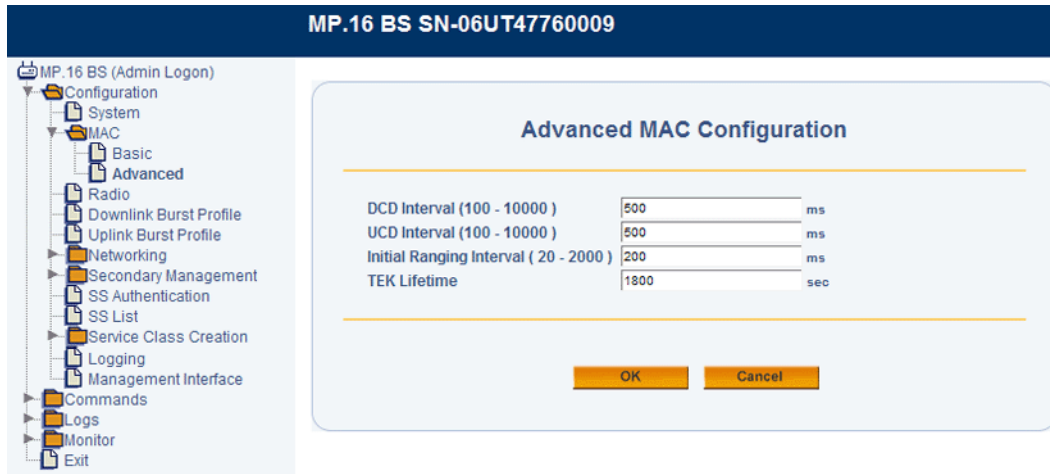 MP.16 BS SN-06UT47760009
MP.16 BS (Admin Logon)
Configuration
System
MAC
Basic
Advanced
Radio
Downlink Burst Profile
Uplink Burst Profile
Networking
Secondary Management
SS Authentication
SS List
Service Class Creation
Logging
Management Interface
Commands
Logs
Monitor
Exit
Advanced MAC Configuration
DCD Interval (100 - 10000 ) 500 ms
UCD Interval (100 - 10000 ) 500 ms
Initial Ranging Interval ( 20 - 2000 ) 200 ms
TEK Lifetime 1800 sec
OK Cancel